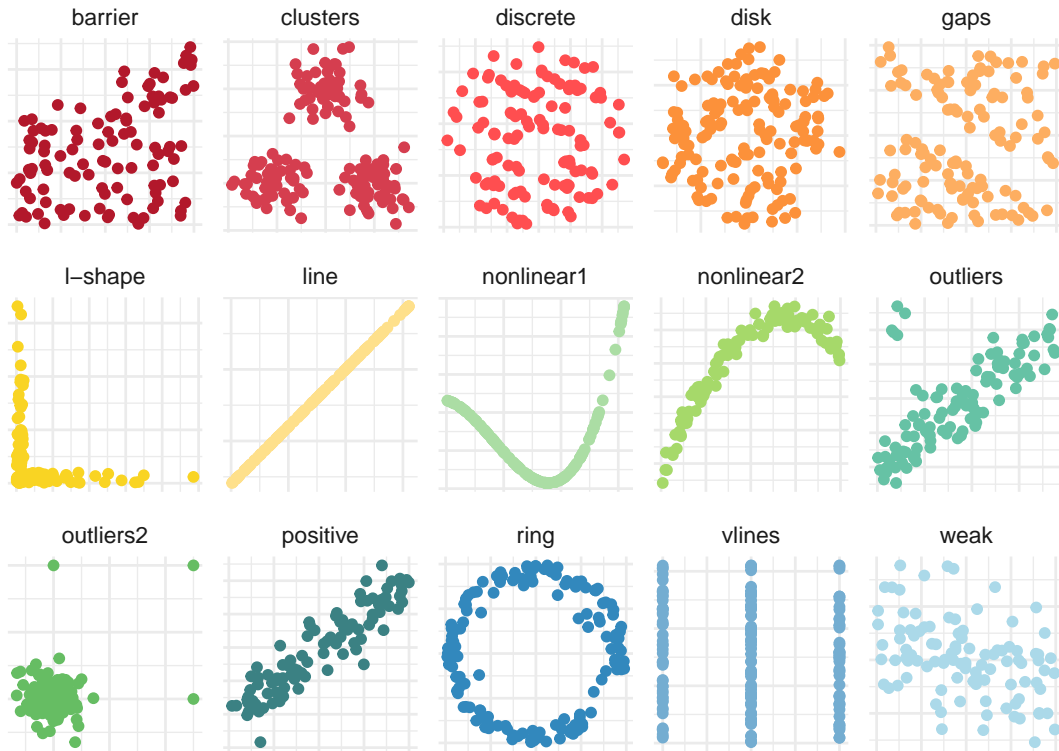 barrier clusters discrete disk gaps
l−shape line nonlinear1 nonlinear2 outliers
outliers2 positive ring vlines weak